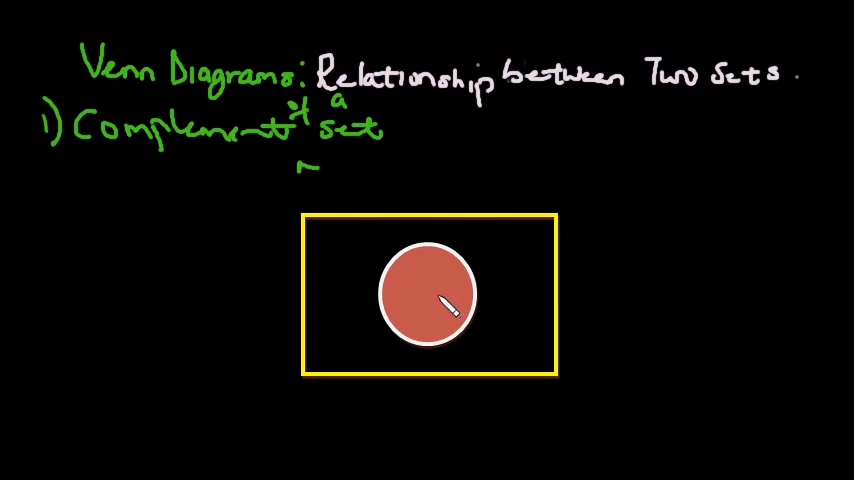 Venn Diagrams: Relationship between Two Sets.
1) Complement of a set